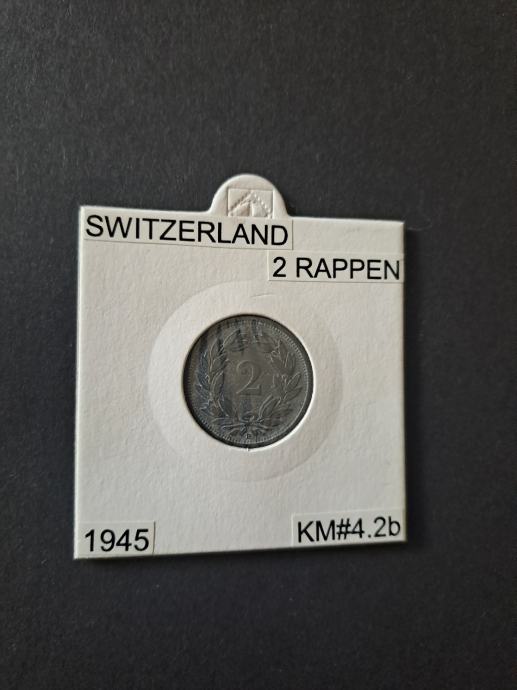 SWITZERLAND
2 RAPPEN
2
B
1945
KM#4.2b